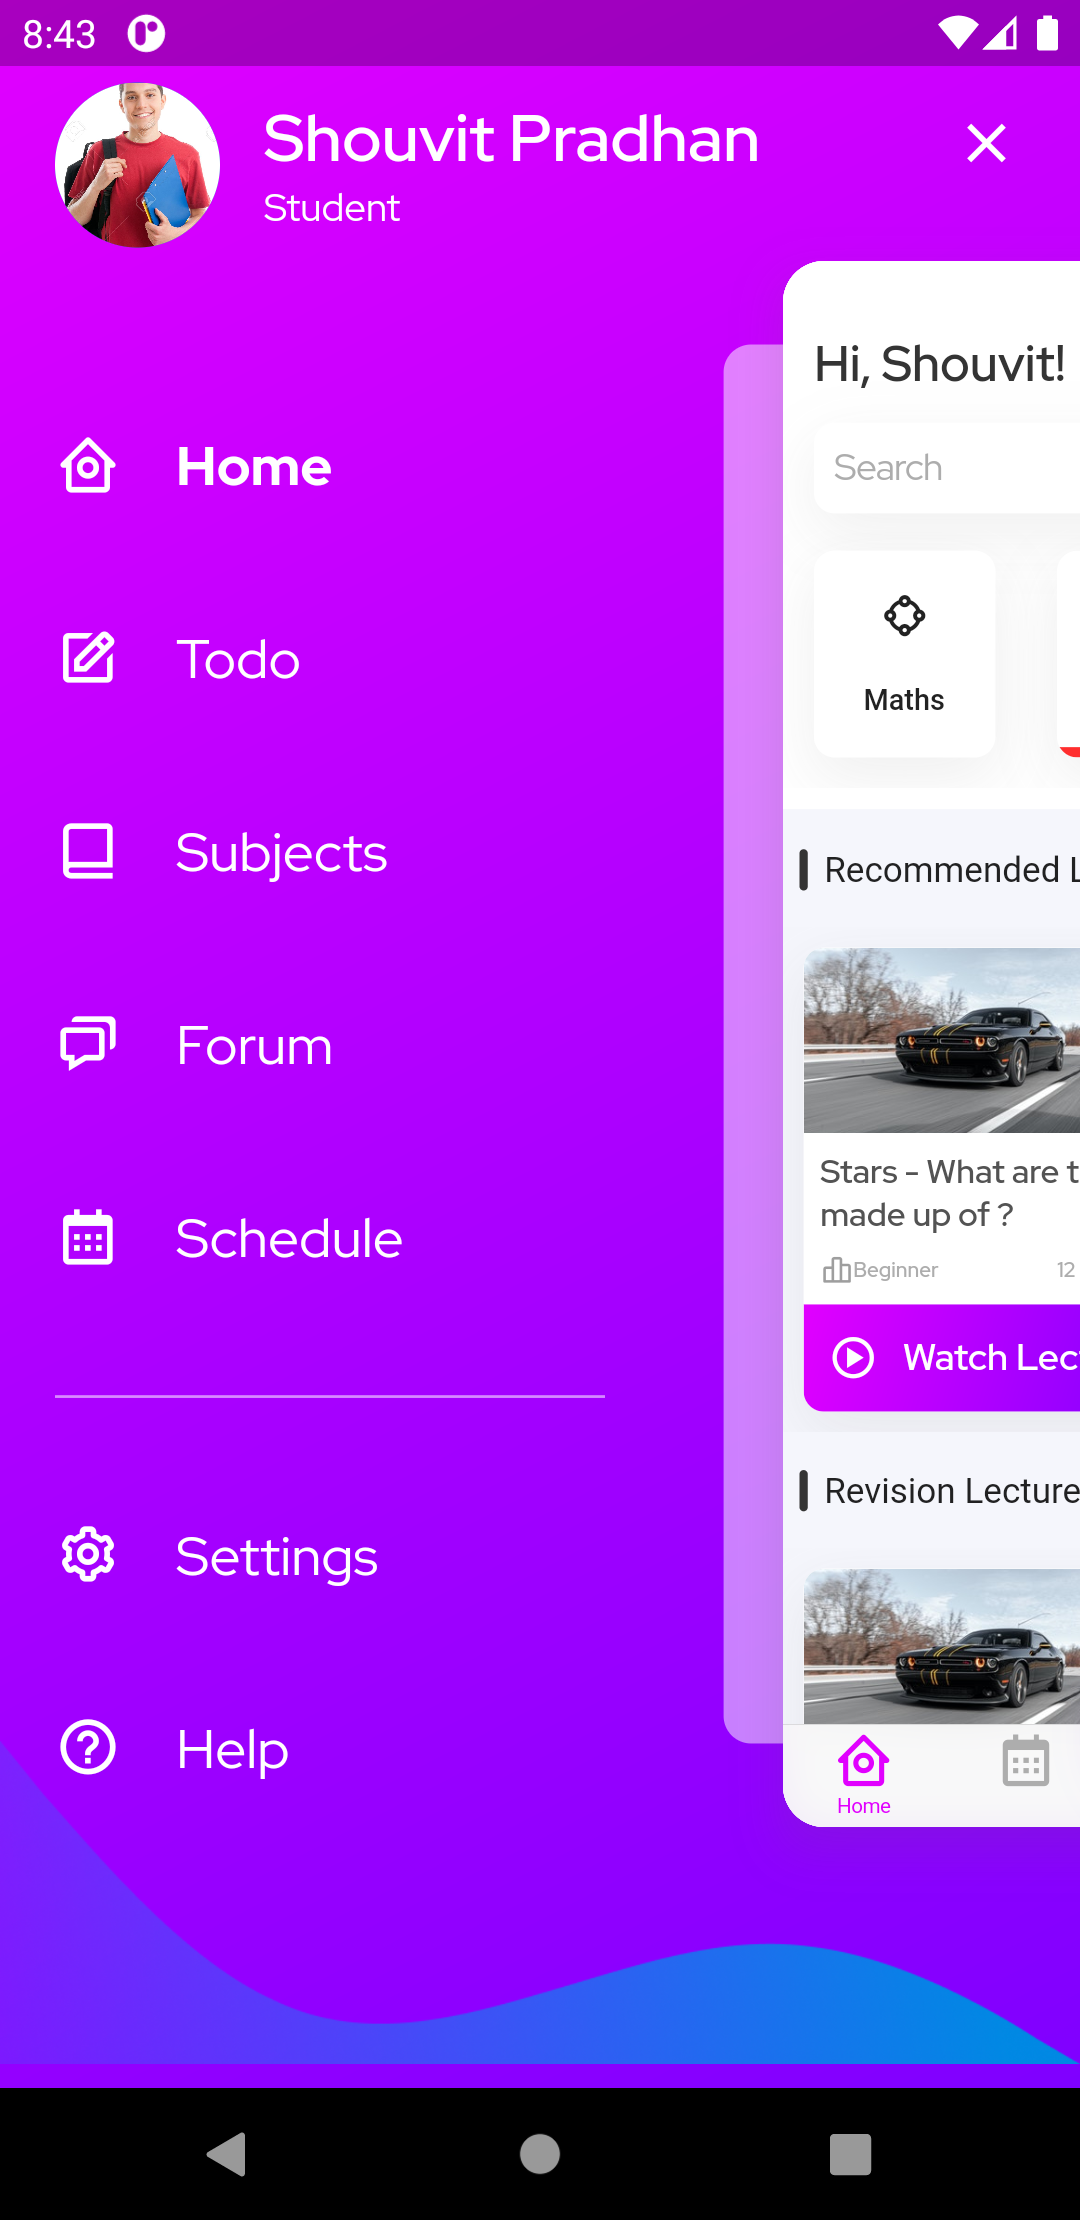 8:43
Shouvit Pradhan
Student
Home
Todo
Subjects
Forum
Schedule
Settings
Help
Hi, Shouvit!
Search
Maths
Recommended
Stars - What are
made up of ?
Beginner
12
Watch
Revision Lecture
Home